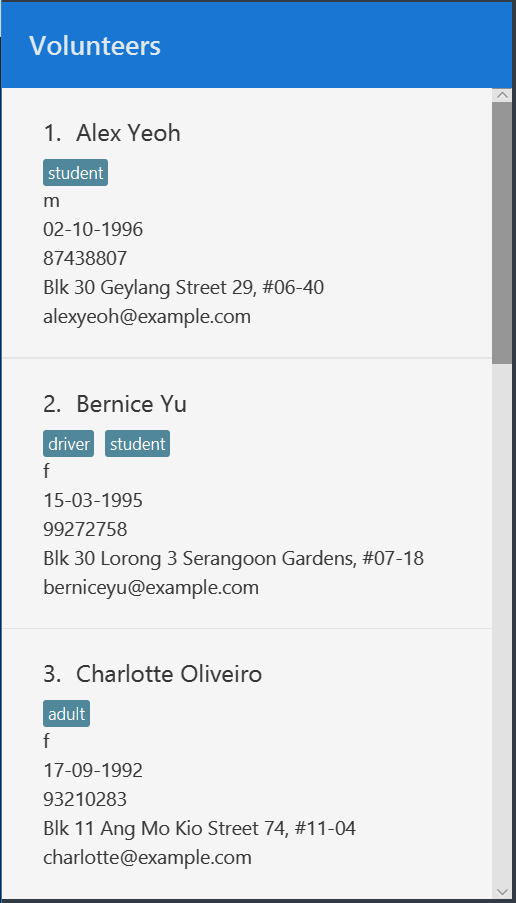 Volunteers
1. Alex Yeoh
student
m
02-10-1996
87438807
Blk 30 Geylang Street 29, #06-40
alexyeoh@example.com
2. Bernice Yu
driver student
f
15-03-1995
99272758
Blk 30 Lorong 3 Serangoon Gardens, #07-18
berniceyu@example.com
3. Charlotte Oliveiro
adult
f
17-09-1992
93210283
Blk 11 Ang Mo Kio Street 74, #11-04
charlotte@example.com